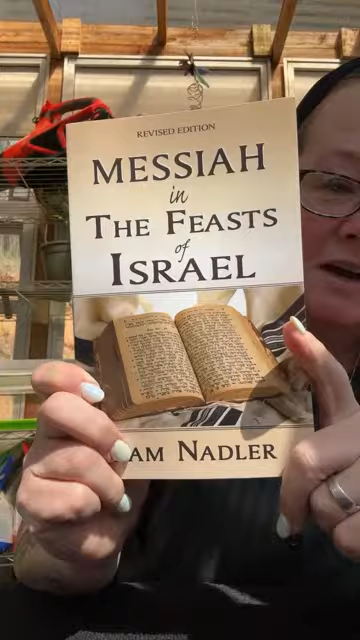 REVISED EDITION
MESSIAH
in
THE FEASTS
of
ISRAEL
AM NADLER